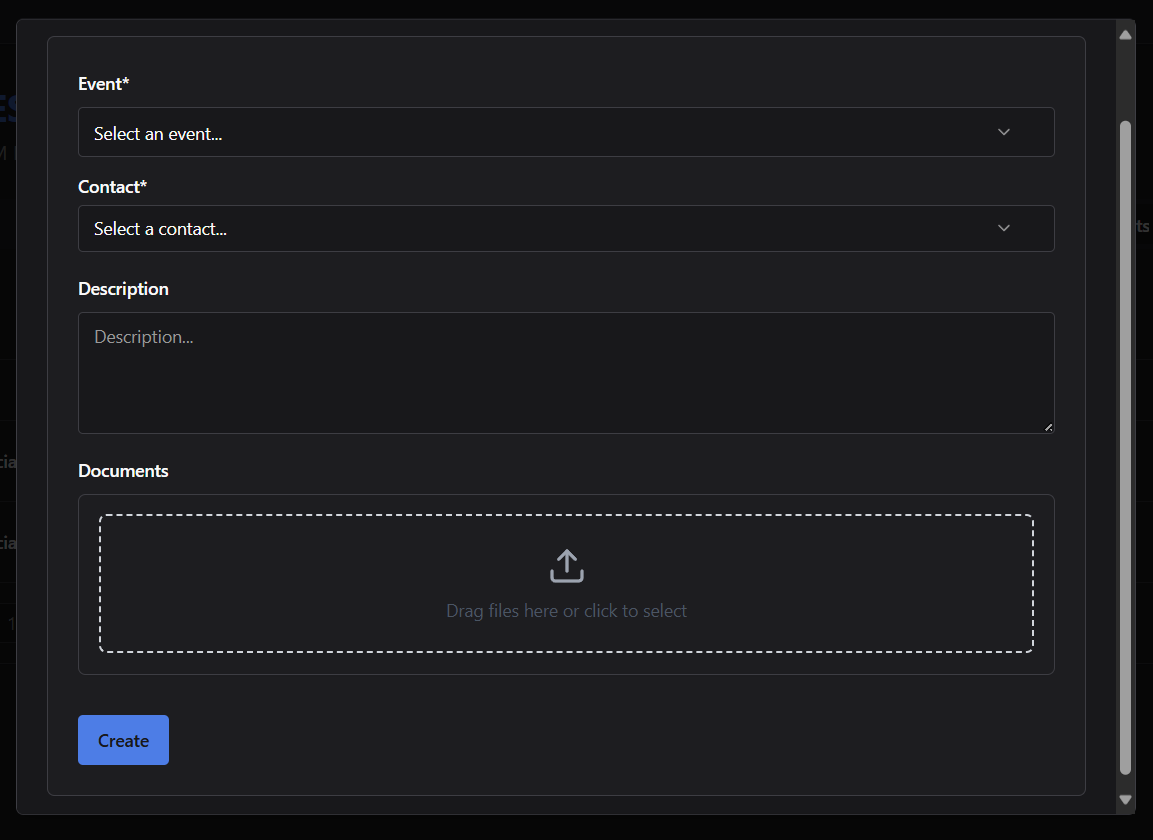 Event*
Select an event...
Contact*
Select a contact...
Description
Description...
Documents
Drag files here or click to select
Create